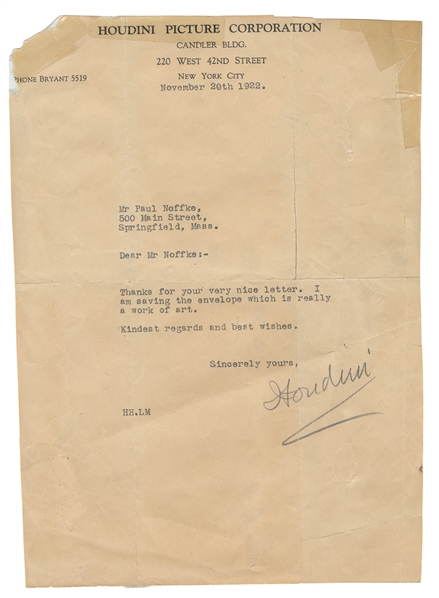 HOUDINI PICTURE CORPORATION
CANDLER BLDG.
220 WEST 42ND STREET
NEW YORK CITY
PHONE BRYANT 5519
November 20th 1922.
Mr Paul Noffke,
500 Main Street,
Springfield, Mass.
Dear Mr Noffke:-
Thanks for your very nice letter. I
am saving the envelope which is really
a work of art.
Kindest regards and best wishes.
Sincerely yours,
Houdini
HH.LM